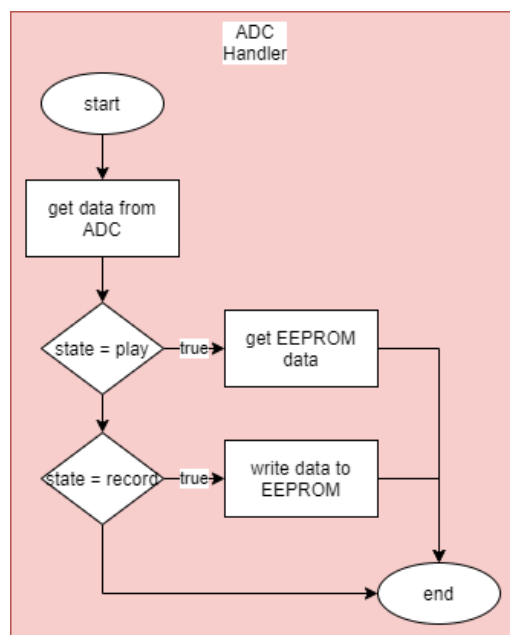 ADC
Handler
start
get data from
ADC
state = play
true
get EEPROM
data
state = record
true
write data to
EEPROM
end